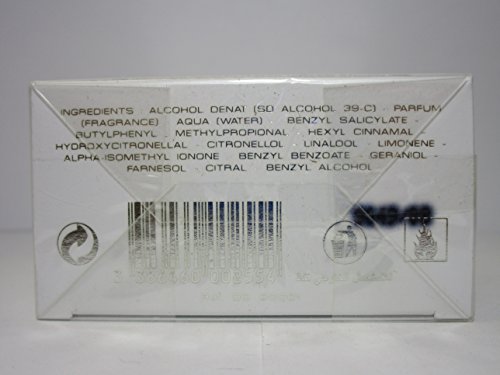 INGREDIENTS : ALCOHOL DENAT (SD ALCOHOL 39-C) - PARFUM
(FRAGRANCE) - AQUA (WATER) - BENZYL SALICYLATE -
BUTYLPHENYL - METHYLPROPIONAL - HEXYL CINNAMAL -
HYDROXYCITRONELLAL - CITRONELLOL - LINALOOL - LIMONENE -
ALPHA-ISOMETHYL IONONE - BENZYL BENZOATE - GERANIOL -
FARNESOL - CITRAL - BENZYL ALCOHOL